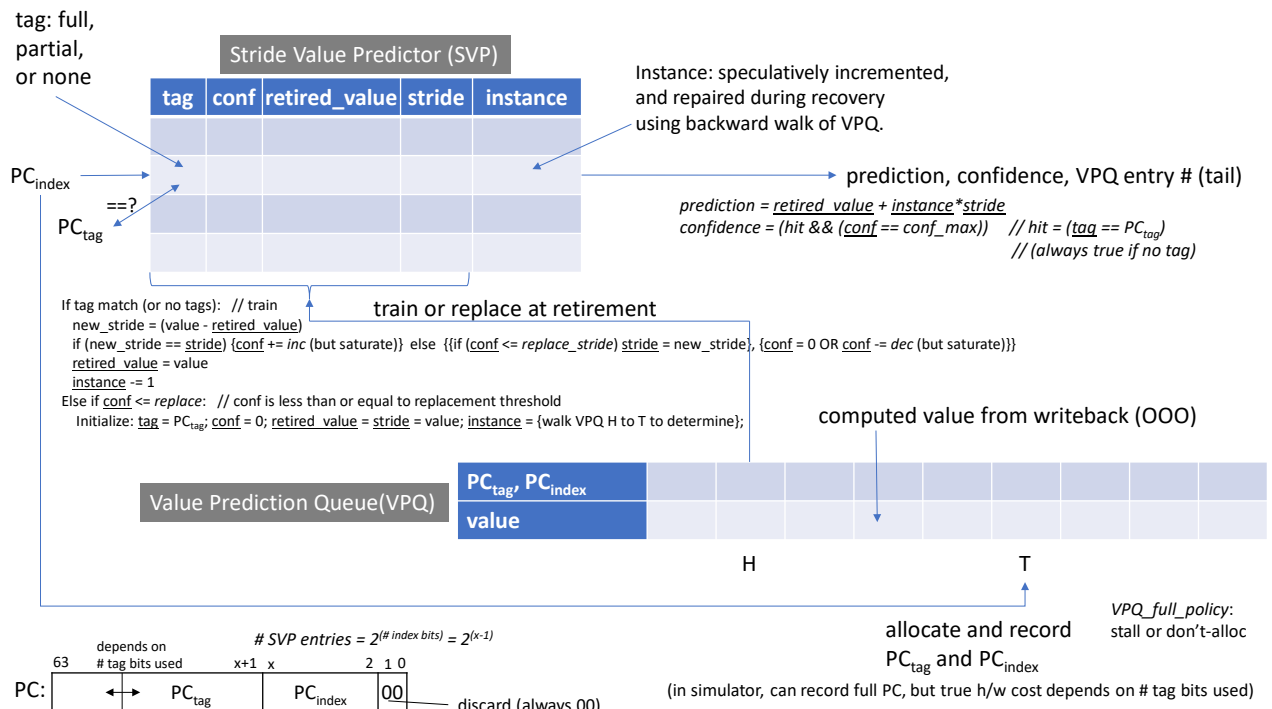 tag: full,
partial,
or none
Stride Value Predictor (SVP)
tag conf retired_value stride instance
Instance: speculatively incremented,
and repaired during recovery
using backward walk of VPQ.
PCindex
==?
PCtag
prediction, confidence, VPQ entry # (tail)
prediction = retired_value + instance*stride
confidence = (hit && (conf == conf_max)) // hit = (tag == PCtag)
// (always true if no tag)
train or replace at retirement
If tag match (or no tags): // train
new_stride = (value - retired_value)
if (new_stride == stride) {conf += inc (but saturate)} else {{if (conf <= replace_stride) stride = new_stride}, {conf = 0 OR conf -= dec (but saturate)}}
retired_value = value
instance -= 1
Else if conf <= replace: // conf is less than or equal to replacement threshold
Initialize: tag = PCtag; conf = 0; retired_value = stride = value; instance = {walk VPQ H to T to determine};
computed value from writeback (OOO)
Value Prediction Queue(VPQ)
PCtag, PCindex
value
H T
allocate and record
PCtag and PCindex
(in simulator, can record full PC, but true h/w cost depends on # tag bits used)
VPQ_full_policy:
stall or don't-alloc
# SVP entries = 2(# index bits) = 2(x-1)
depends on
# tag bits used
63 x+1 x 2 1 0
PC: PCtag PCindex 00
discard (always 00)